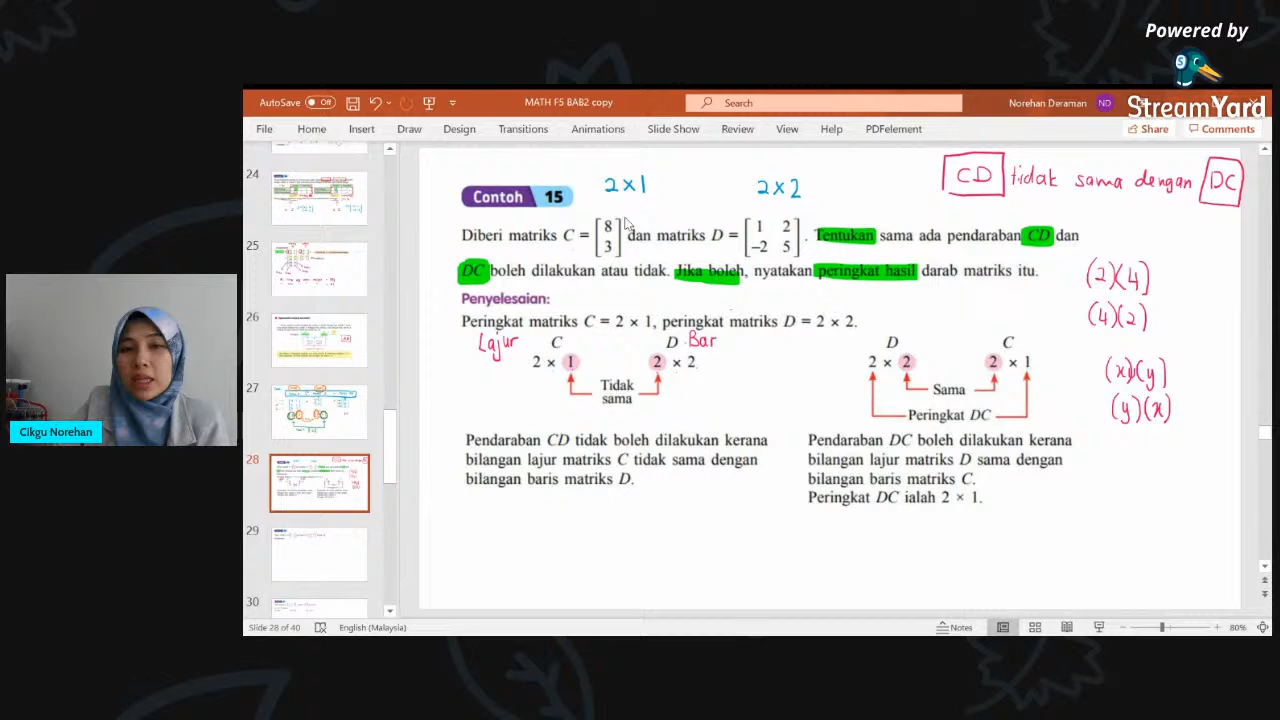 Powered by
StreamYard
AutoSave Off
MATH F5 BAB2 copy
Search
Norehan Deraman ND
File Home Insert Draw Design Transitions Animations Slide Show Review View Help PDFelement
Share Comments
24
25
26
27
28
29
30
CD tidak sama dengan DC
2 × 1 2 × 2
Contoh 15
Diberi matriks C = [8 3] dan matriks D = [1 2 -2 5]. Tentukan sama ada pendaraban CD dan
DC boleh dilakukan atau tidak. Jika boleh, nyatakan peringkat hasil darab matriks itu.
Penyelesaian:
Peringkat matriks C = 2 × 1, peringkat matriks D = 2 × 2.
Lajur C D Bar
2 × 1 2 × 2
Tidak
sama
D C
2 × 2 2 × 1
Sama
Peringkat DC
Pendaraban CD tidak boleh dilakukan kerana
bilangan lajur matriks C tidak sama dengan
bilangan baris matriks D.
Pendaraban DC boleh dilakukan kerana
bilangan lajur matriks D sama dengan
bilangan baris matriks C.
Peringkat DC ialah 2 × 1.
(2)(4)
(4)(2)
(x)(y)
(y)(x)
Cikgu Norehan
Slide 28 of 40 English (Malaysia) Notes 80%